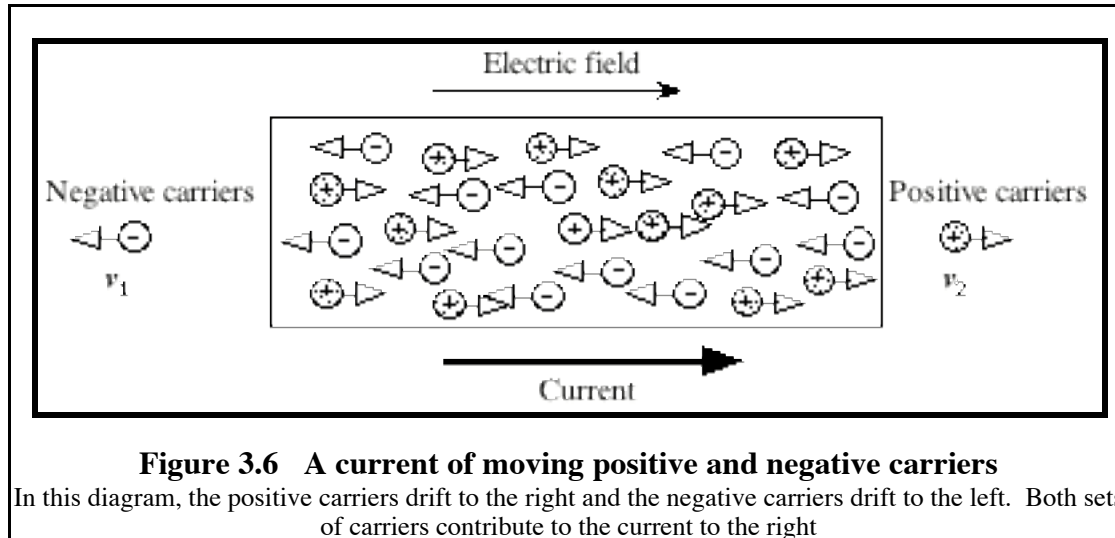 Electric field
Negative carriers
v1
Positive carriers
v2
Current
Figure 3.6 A current of moving positive and negative carriers
In this diagram, the positive carriers drift to the right and the negative carriers drift to the left. Both sets
of carriers contribute to the current to the right